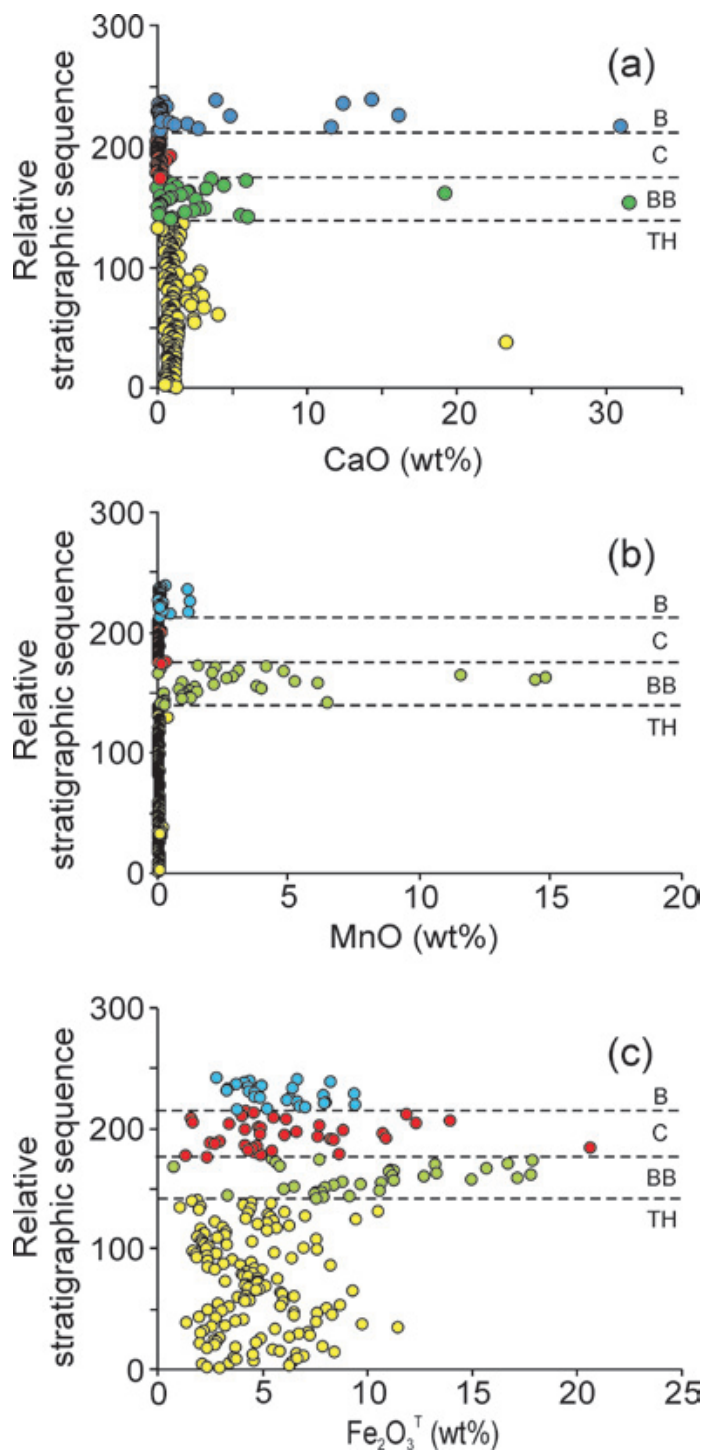 300
(a)
200
B
C
BB
TH
100
0
0 10 20 30
Relative
stratigraphic sequence
CaO (wt%)
300
(b)
200
B
C
BB
TH
100
0
0 5 10 15 20
Relative
stratigraphic sequence
MnO (wt%)
300
(c)
200
B
C
BB
TH
100
0
0 5 10 15 20 25
Relative
stratigraphic sequence
Fe₂O₃ᵀ (wt%)